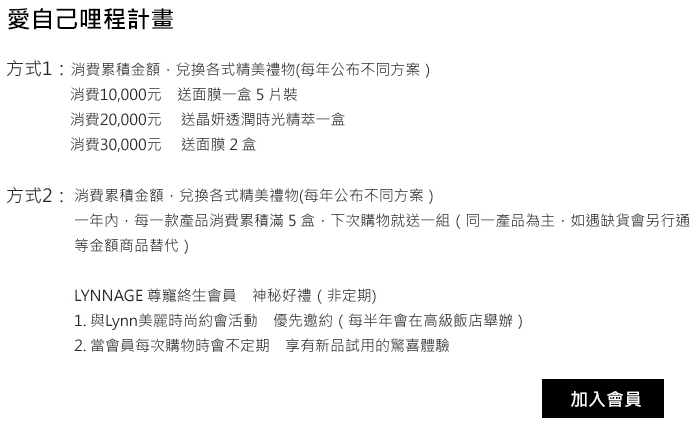 愛自己哩程計畫
方式1：消費累積金額，兌換各式精美禮物(每年公布不同方案）
消費10,000元　送面膜一盒 5 片裝
消費20,000元　送晶妍透潤時光精萃一盒
消費30,000元　送面膜 2 盒
方式2：消費累積金額，兌換各式精美禮物(每年公布不同方案）
一年內，每一款產品消費累積滿 5 盒，下次購物就送一組（同一產品為主，如遇缺貨會另行通
等金額商品替代）
LYNNAGE 尊寵終生會員　神秘好禮（非定期)
1. 與Lynn美麗時尚約會活動　優先邀約（每半年會在高級飯店舉辦）
2. 當會員每次購物時會不定期　享有新品試用的驚喜體驗
加入會員